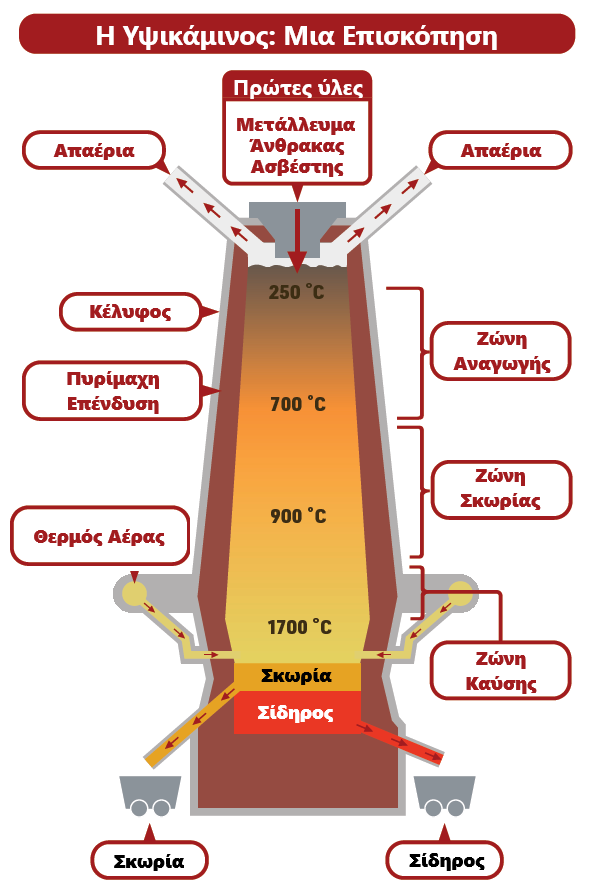 Η Υψικάμινος: Μια Επισκόπηση
Πρώτες ύλες
Μετάλλευμα
Άνθρακας
Ασβέστης
Απαέρια
Απαέρια
250 °C
Κέλυφος
Ζώνη
Αναγωγής
Πυρίμαχη
Επένδυση
700 °C
Ζώνη
Σκωρίας
900 °C
Θερμός Αέρας
1700 °C
Ζώνη
Καύσης
Σκωρία
Σίδηρος
Σκωρία
Σίδηρος